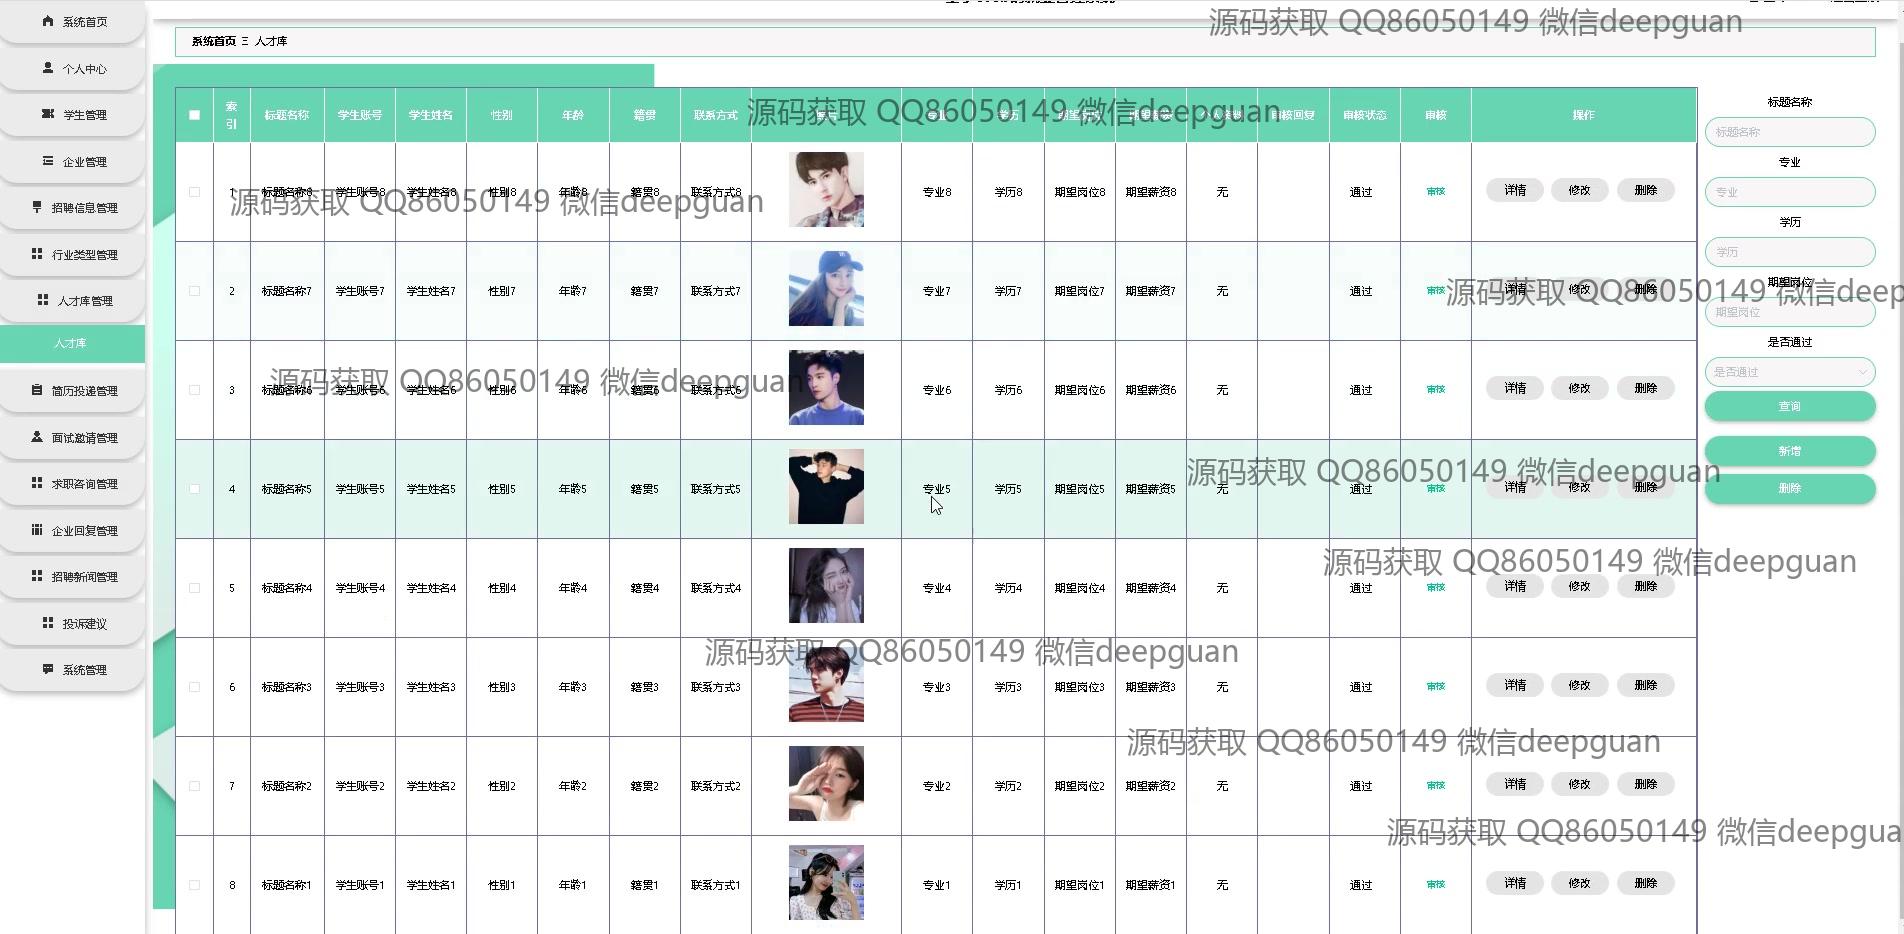 系统首页
个人中心
学生管理
企业管理
招聘信息管理
行业类型管理
人才库管理
人才库
简历投递管理
面试邀请管理
求职咨询管理
企业回复管理
招聘新闻管理
投诉建议
系统管理
源码获取 QQ86050149 微信deepguan
系统首页 Ξ 人才库
索引 标题名称 学生账号 学生姓名 性别 年龄 籍贯 联系方式 审核回复 审核状态 审核 操作
源码获取 QQ86050149 微信deepguan
1 标题名称8 学生账号8 学生姓名8 性别8 年龄8 籍贯8 联系方式8 专业8 学历8 期望岗位8 期望薪资8 无 通过 审核 详情 修改 删除
源码获取 QQ86050149 微信deepguan
2 标题名称7 学生账号7 学生姓名7 性别7 年龄7 籍贯7 联系方式7 专业7 学历7 期望岗位7 期望薪资7 无 通过 审核 详情 修改 删除
源码获取 QQ86050149 微信deep
3 标题名称6 学生账号6 学生姓名6 性别6 年龄6 籍贯6 联系方式6 专业6 学历6 期望岗位6 期望薪资6 无 通过 审核 详情 修改 删除
源码获取 QQ86050149 微信deepguan
4 标题名称5 学生账号5 学生姓名5 性别5 年龄5 籍贯5 联系方式5 专业5 学历5 期望岗位5 期望薪资5 无 通过 审核 详情 修改 删除
源码获取 QQ86050149 微信deepguan
5 标题名称4 学生账号4 学生姓名4 性别4 年龄4 籍贯4 联系方式4 专业4 学历4 期望岗位4 期望薪资4 无 通过 审核 详情 修改 删除
源码获取 QQ86050149 微信deepguan
6 标题名称3 学生账号3 学生姓名3 性别3 年龄3 籍贯3 联系方式3 专业3 学历3 期望岗位3 期望薪资3 无 通过 审核 详情 修改 删除
源码获取 QQ86050149 微信deepguan
7 标题名称2 学生账号2 学生姓名2 性别2 年龄2 籍贯2 联系方式2 专业2 学历2 期望岗位2 期望薪资2 无 通过 审核 详情 修改 删除
源码获取 QQ86050149 微信deepguan
8 标题名称1 学生账号1 学生姓名1 性别1 年龄1 籍贯1 联系方式1 专业1 学历1 期望岗位1 期望薪资1 无 通过 审核 详情 修改 删除
源码获取 QQ86050149 微信deepgua
标题名称
标题名称
专业
专业
学历
学历
期望岗位
期望岗位
是否通过
是否通过
查询
新增
删除